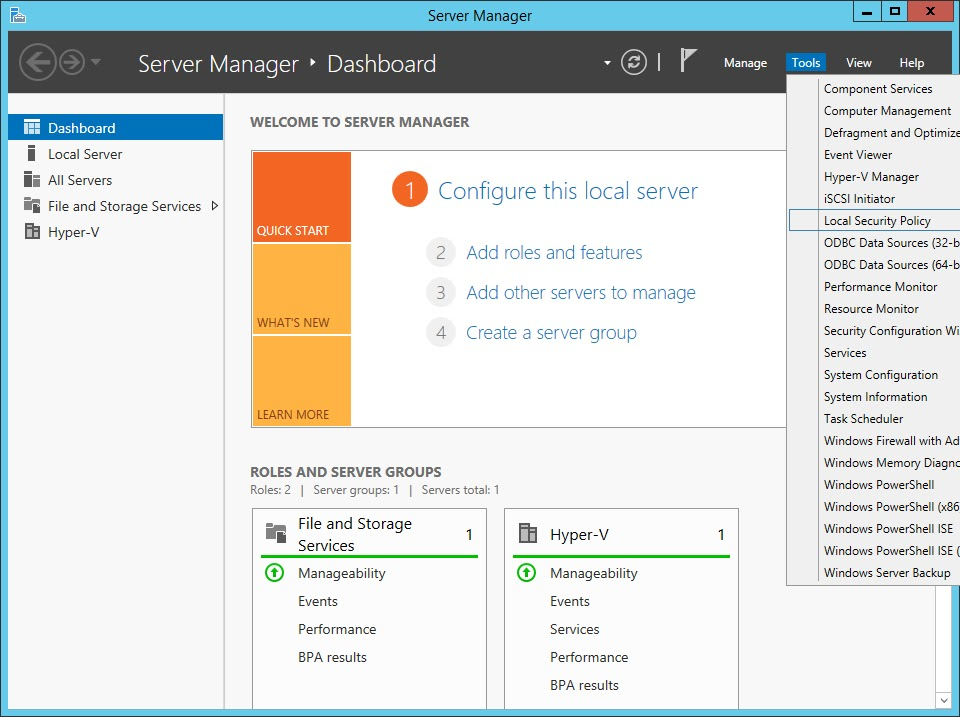 Server Manager
Server Manager ‣ Dashboard
Manage Tools View Help
Component Services
Computer Management
Defragment and Optimize
Event Viewer
Hyper-V Manager
iSCSI Initiator
Local Security Policy
ODBC Data Sources (32-b
ODBC Data Sources (64-b
Performance Monitor
Resource Monitor
Security Configuration Wi
Services
System Configuration
System Information
Task Scheduler
Windows Firewall with Ad
Windows Memory Diagno
Windows PowerShell
Windows PowerShell (x86
Windows PowerShell ISE
Windows PowerShell ISE (
Windows Server Backup
Dashboard
Local Server
All Servers
File and Storage Services
Hyper-V
WELCOME TO SERVER MANAGER
QUICK START
WHAT'S NEW
LEARN MORE
1 Configure this local server
2 Add roles and features
3 Add other servers to manage
4 Create a server group
ROLES AND SERVER GROUPS
Roles: 2 | Server groups: 1 | Servers total: 1
File and Storage
Services 1
Manageability
Events
Performance
BPA results
Hyper-V 1
Manageability
Events
Services
Performance
BPA results